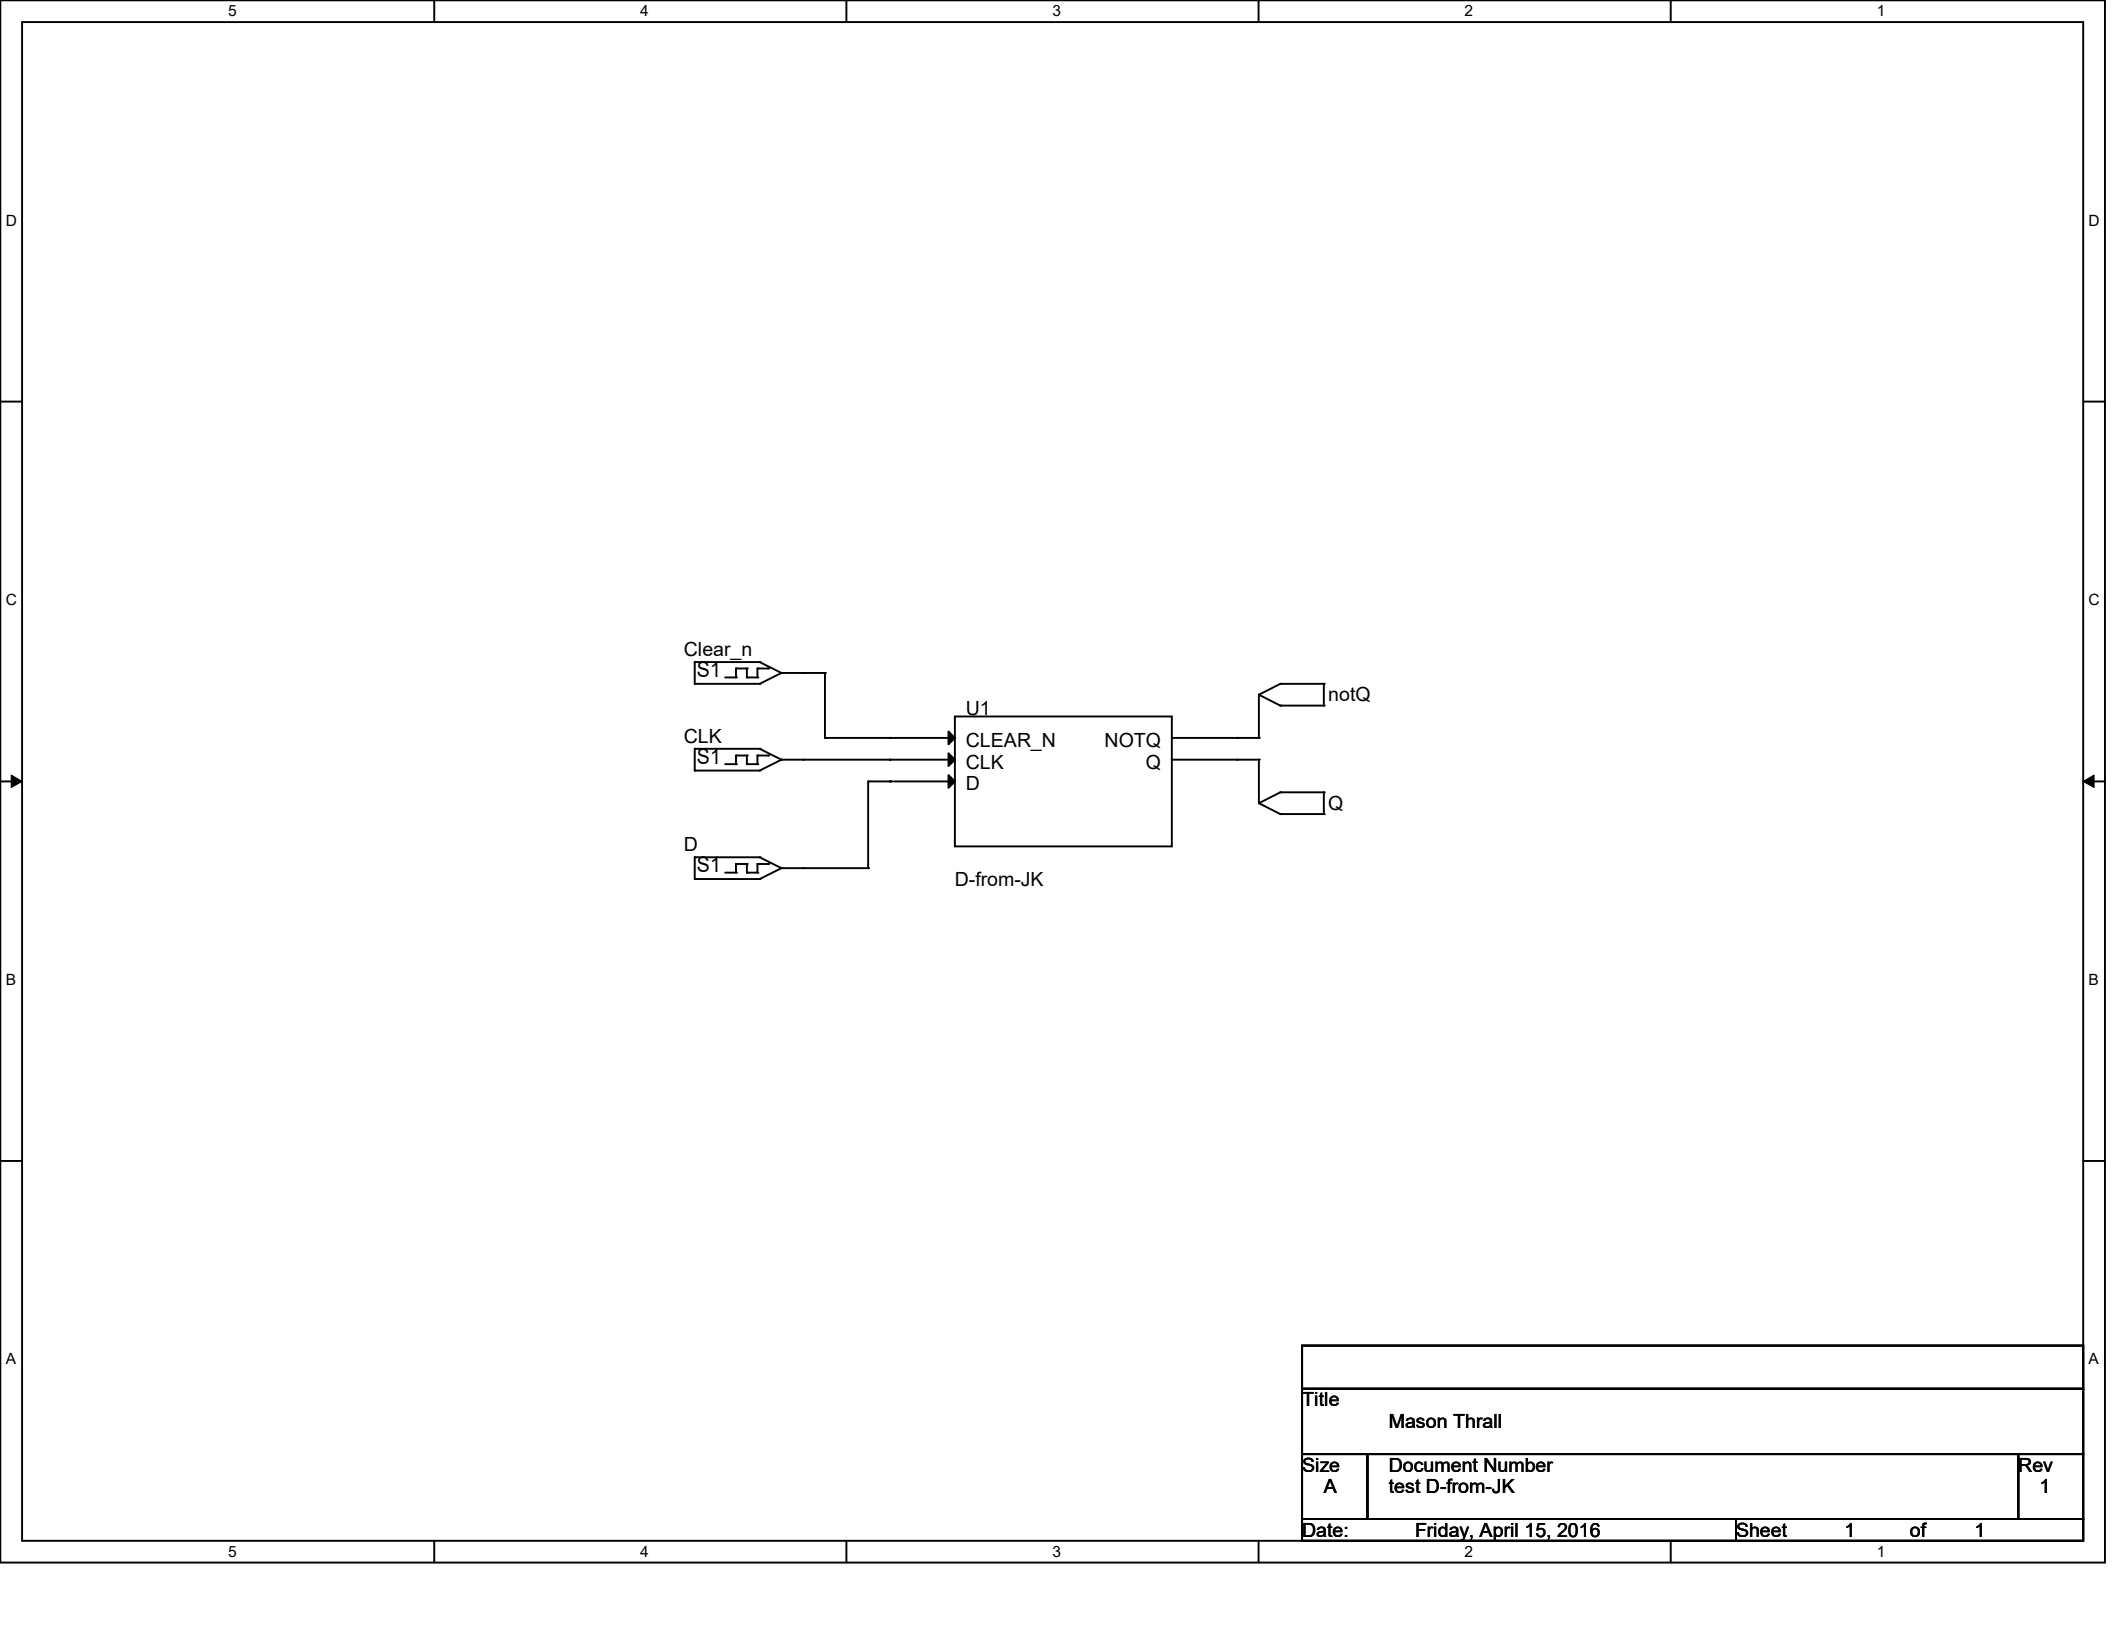 5 4 3 2 1
D D
C C
Clear_n
S1
notQ
U1
CLK
CLEAR_N NOTQ
S1
CLK Q
D
Q
D
S1
D-from-JK
B B
A A
Title
Mason Thrall
Size Document Number Rev
A test D-from-JK 1
Date: Friday, April 15, 2016 Sheet 1 of 1
5 4 3 2 1